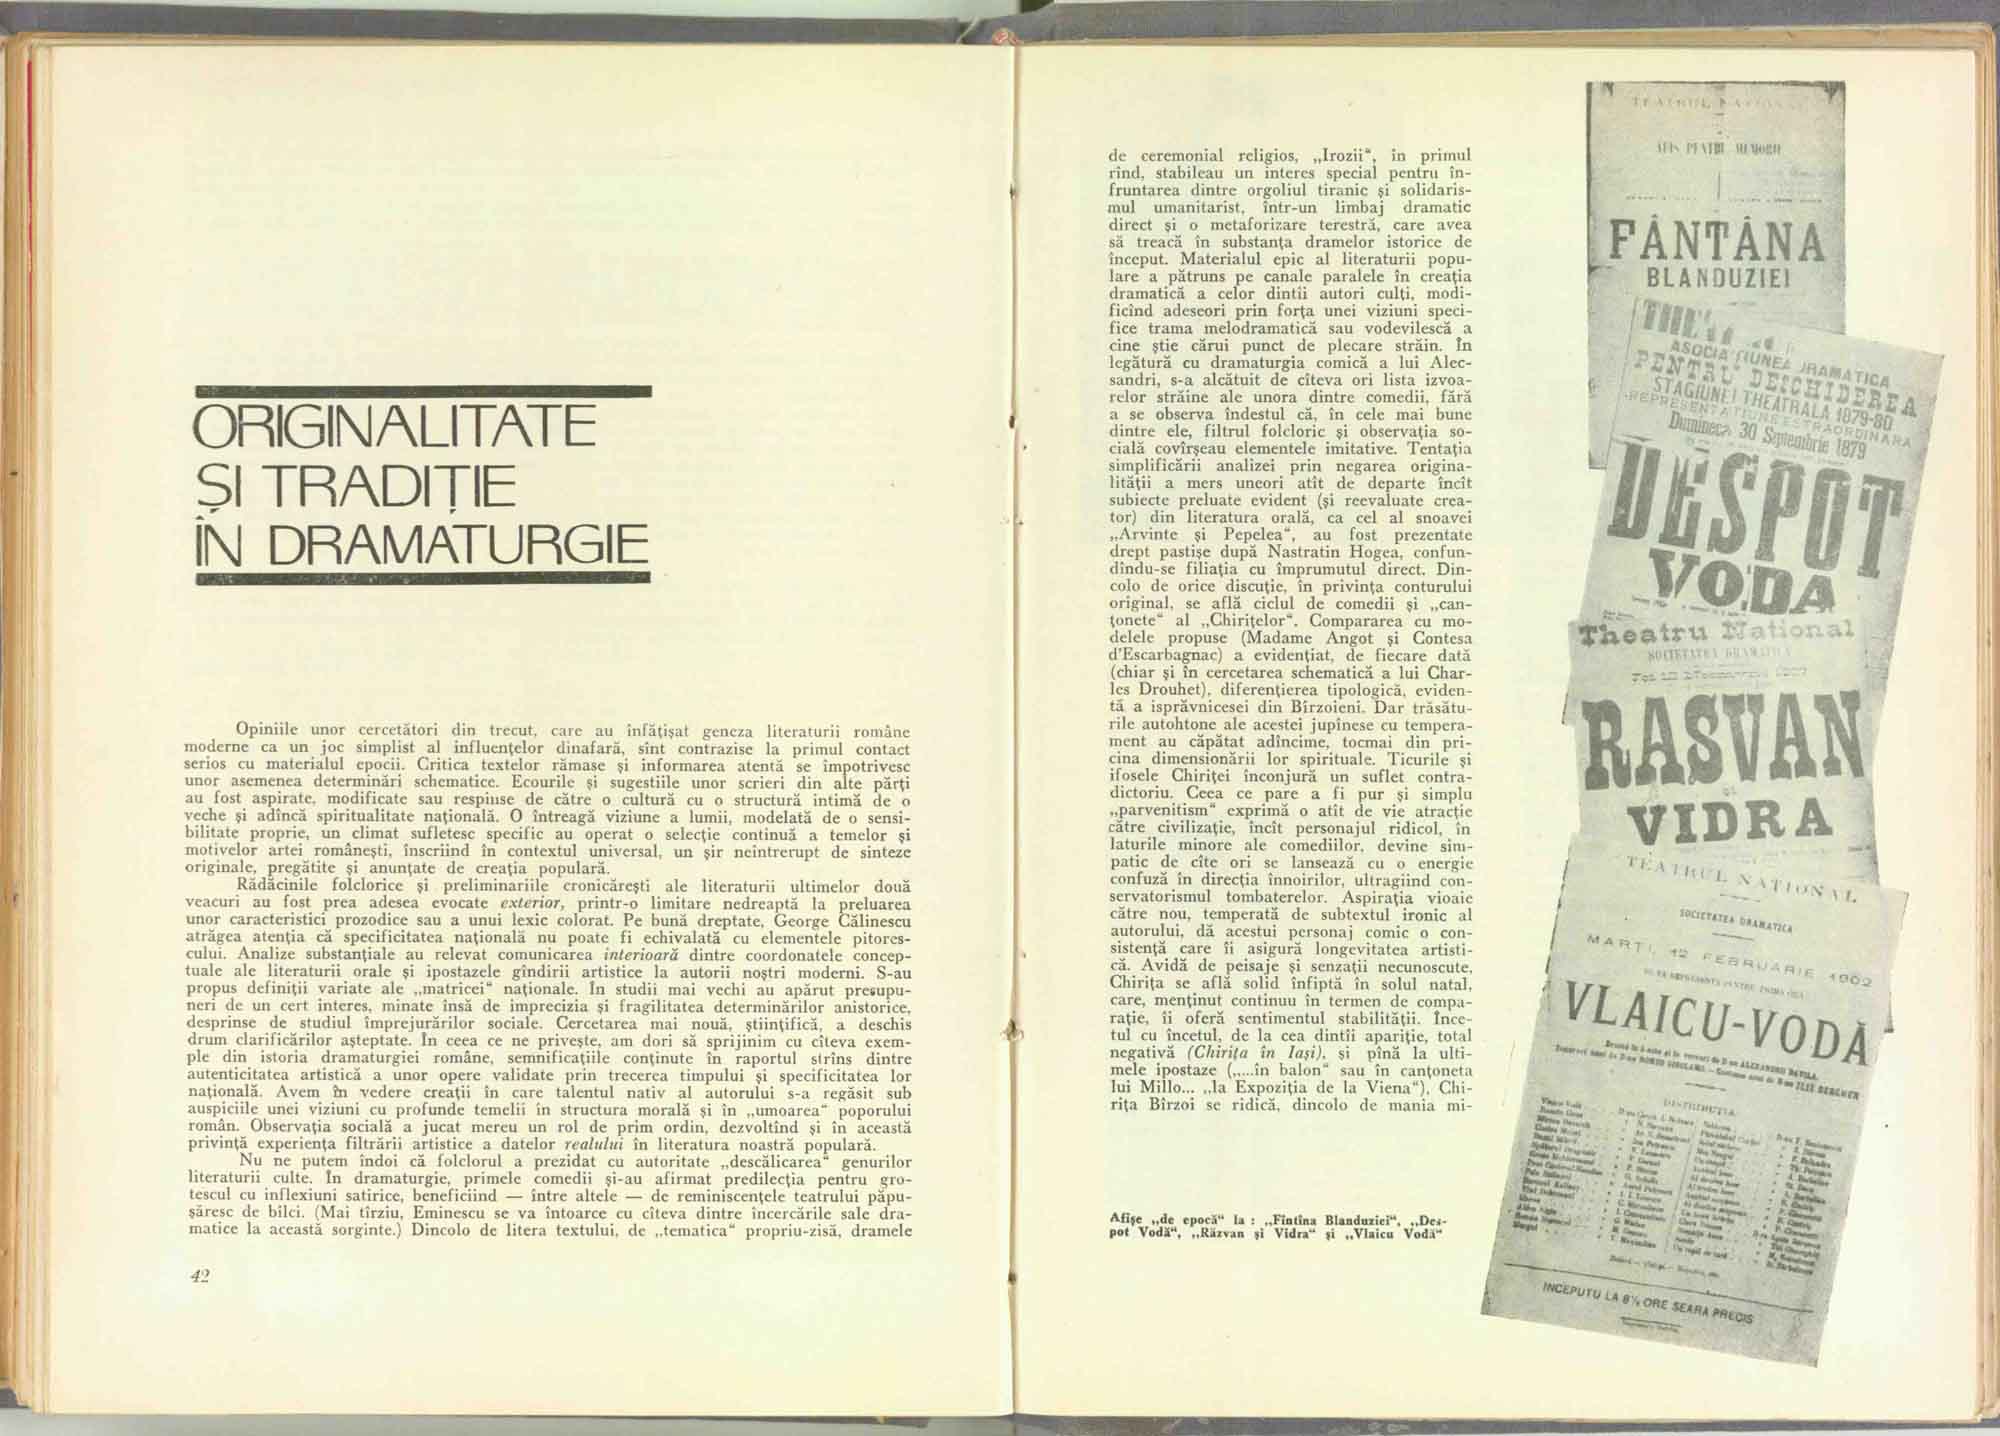 ORIGINALITATE
ȘI TRADIȚIE
ÎN DRAMATURGIE
Opiniile unor cercetători din trecut, care au înfățișat geneza literaturii române
moderne ca un joc simplist al influențelor dinafară, sînt contrazise la primul contact
serios cu materialul epocii. Critica textelor rămase și informarea atentă se împotrivesc
unor asemenea determinări schematice. Ecourile și sugestiile unor scrieri din alte părți
au fost aspirate, modificate sau respinse de către o cultură cu o structură intimă de o
veche și adîncă spiritualitate națională. O întreagă viziune a lumii, modelată de o sensi-
bilitate proprie, un climat sufletesc specific au operat o selecție continuă a temelor și
motivelor artei românești, înscriind în contextul universal, un șir neintrerupt de sinteze
originale, pregătite și anunțate de creația populară.
Rădăcinile folclorice și preliminariile cronicărești ale literaturii ultimelor două
veacuri au fost prea adesea evocate exterior, printr-o limitare nedreaptă la preluarea
unor caracteristici prozodice sau a unui lexic colorat. Pe bună dreptate, George Călinescu
atrăgea atenția că specificitatea națională nu poate fi echivalată cu elementele pitores-
cului. Analize substanțiale au relevat comunicarea interioară dintre coordonatele concep-
tuale ale literaturii orale și ipostazele gîndirii artistice la autorii noștri moderni. S-au
propus definiții variate ale „matricei“ naționale. În studii mai vechi au apărut presupu-
neri de un cert interes, minate însă de imprecizia și fragilitatea determinărilor anistorice,
desprinse de studiul împrejurărilor sociale. Cercetarea mai nouă, științifică, a deschis
drum clarificărilor așteptate. În ceea ce ne privește, am dori să sprijinim cu cîteva exem-
ple din istoria dramaturgiei române, semnificațiile conținute în raportul strîns dintre
autenticitatea artistică a unor opere validate prin trecerea timpului și specificitatea lor
națională. Avem în vedere creații în care talentul nativ al autorului s-a regăsit sub
auspiciile unei viziuni cu profunde temelii în structura morală și în „umoarea“ poporului
român. Observația socială a jucat mereu un rol de prim ordin, dezvoltînd și în această
privință experiența filtrării artistice a datelor realului în literatura noastră populară.
Nu ne putem îndoi că folclorul a prezidat cu autoritate „descălicarea“ genurilor
literaturii culte. În dramaturgie, primele comedii și-au afirmat predilecția pentru gro-
tescul cu inflexiuni satirice, beneficiind — între altele — de reminiscențele teatrului păpu-
șăresc de bîlci. (Mai tîrziu, Eminescu se va întoarce cu cîteva dintre încercările sale dra-
matice la această sorginte.) Dincolo de litera textului, de „tematica“ propriu-zisă, dramele
42
de ceremonial religios, „Irozii“, în primul
rînd, stabileau un interes special pentru în-
fruntarea dintre orgoliul tiranic și solidaris-
mul umanitarist, într-un limbaj dramatic
direct și o metaforizare terestră, care avea
să treacă în substanța dramelor istorice de
început. Materialul epic al literaturii popu-
lare a pătruns pe canale paralele în creația
dramatică a celor dintîi autori culți, modi-
ficînd adeseori prin forța unei viziuni speci-
fice trama melodramatică sau vodevilescă a
cine știe cărui punct de plecare străin. În
legătură cu dramaturgia comică a lui Alec-
sandri, s-a alcătuit de cîteva ori lista izvoa-
relor străine ale unora dintre comedii, fără
a se observa îndestul că, în cele mai bune
dintre ele, filtrul folcloric și observația so-
cială covîrșeau elementele imitative. Tentația
simplificării analizei prin negarea origina-
lității a mers uneori atît de departe încît
subiecte preluate evident (și reevaluate crea-
tor) din literatura orală, ca cel al snoavei
„Arvinte și Pepelea“, au fost prezentate
drept pastișe după Nastratin Hogea, confun-
dîndu-se filiația cu împrumutul direct. Din-
colo de orice discuție, în privința conturului
original, se află ciclul de comedii și „can-
țonete“ al „Chirițelor“. Compararea cu mo-
delele propuse (Madame Angot și Contesa
d'Escarbagnac) a evidențiat, de fiecare dată
(chiar și în cercetarea schematică a lui Char-
les Drouhet), diferențierea tipologică, eviden-
tă a isprăvnicesei din Bîrzoieni. Dar trăsătu-
rile autohtone ale acestei jupînese cu tempera-
ment au căpătat adîncime, tocmai din pri-
cina dimensionării lor spirituale. Ticurile și
ifosele Chiriței înconjură un suflet contra-
dictoriu. Ceea ce pare a fi pur și simplu
„parvenitism“ exprimă o atît de vie atracție
către civilizație, încît personajul ridicol, în
laturile minore ale comediilor, devine sim-
patic de cîte ori se lansează cu o energie
confuză în direcția înnoirilor, ultragiind con-
servatorismul tombaterelor. Aspirația vioaie
către nou, temperată de subtextul ironic al
autorului, dă acestui personaj comic o con-
sistență care îi asigură longevitatea artisti-
că. Avidă de peisaje și senzații necunoscute,
Chirița se află solid înfiptă în solul natal,
care, menținut continuu în termen de compa-
rație, îi oferă sentimentul stabilității. Înce-
tul cu încetul, de la cea dintîi apariție, total
negativă (Chirița în Iași), și pînă la ulti-
mele ipostaze („...în balon“ sau în canțoneta
lui Millo... „la Expoziția de la Viena“), Chi-
rița Bîrzoi se ridică, dincolo de mania mi-
Afișe „de epocă“ la : „Fîntîna Blanduziei“, „Des-
pot Vodă“, „Răzvan și Vidra“ și „Vlaicu Vodă“
TEATRUL NAȚIONAL
AFIS PENTRU MEMORII
FÂNTÂNA
BLANDUZIEI
ASOCIAȚIUNEA DRAMATICA
PENTRU DESCHIDEREA
STAGIUNEI THEATRALA 1879-80
REPRESENTATIUNE ESTRAORDINARA
Dumineca 30 Septembrie 1879
DESPOT
VODA
Theatru National
SOCIETATEA DRAMATICA
RASVAN
VIDRA
TEATRUL NATIONAL
SOCIETATEA DRAMATICA
MARTI, 12 FEBRUARIE 1902
VLAICU-VODĂ
DISTRIBUTIA
INCEPUTU LA 8½ ORE SEARA PRECIS